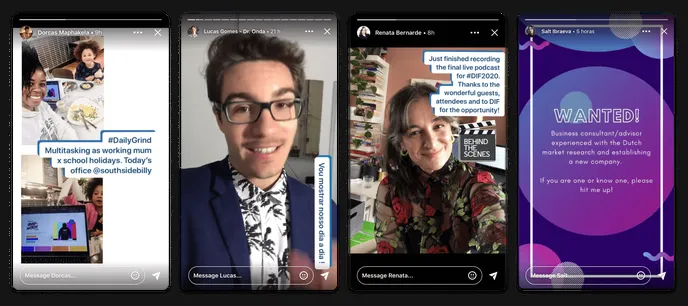 Dorcas Maphakela • 9h
#DailyGrind
Multitasking as working mum
x school holidays. Today's
office @southsidebilly
Message Dorcas...
Lucas Gomes - Dr. Onda • 21 h
Vou mostrar nosso dia a dia !
Message Lucas...
Renata Bernarde • 8h
Just finished recording
the final live podcast
for #DIF2020.
Thanks to the
wonderful guests,
attendees and to DIF
for the opportunity!
BEHIND
THE
SCENES
Message Renata...
Salt Ibraeva • 5 horas
WANTED!
Business consultant/advisor
experienced with the Dutch
market research and establishing
a new company.
If you are one or know one, please
hit me up!
Message Salt...